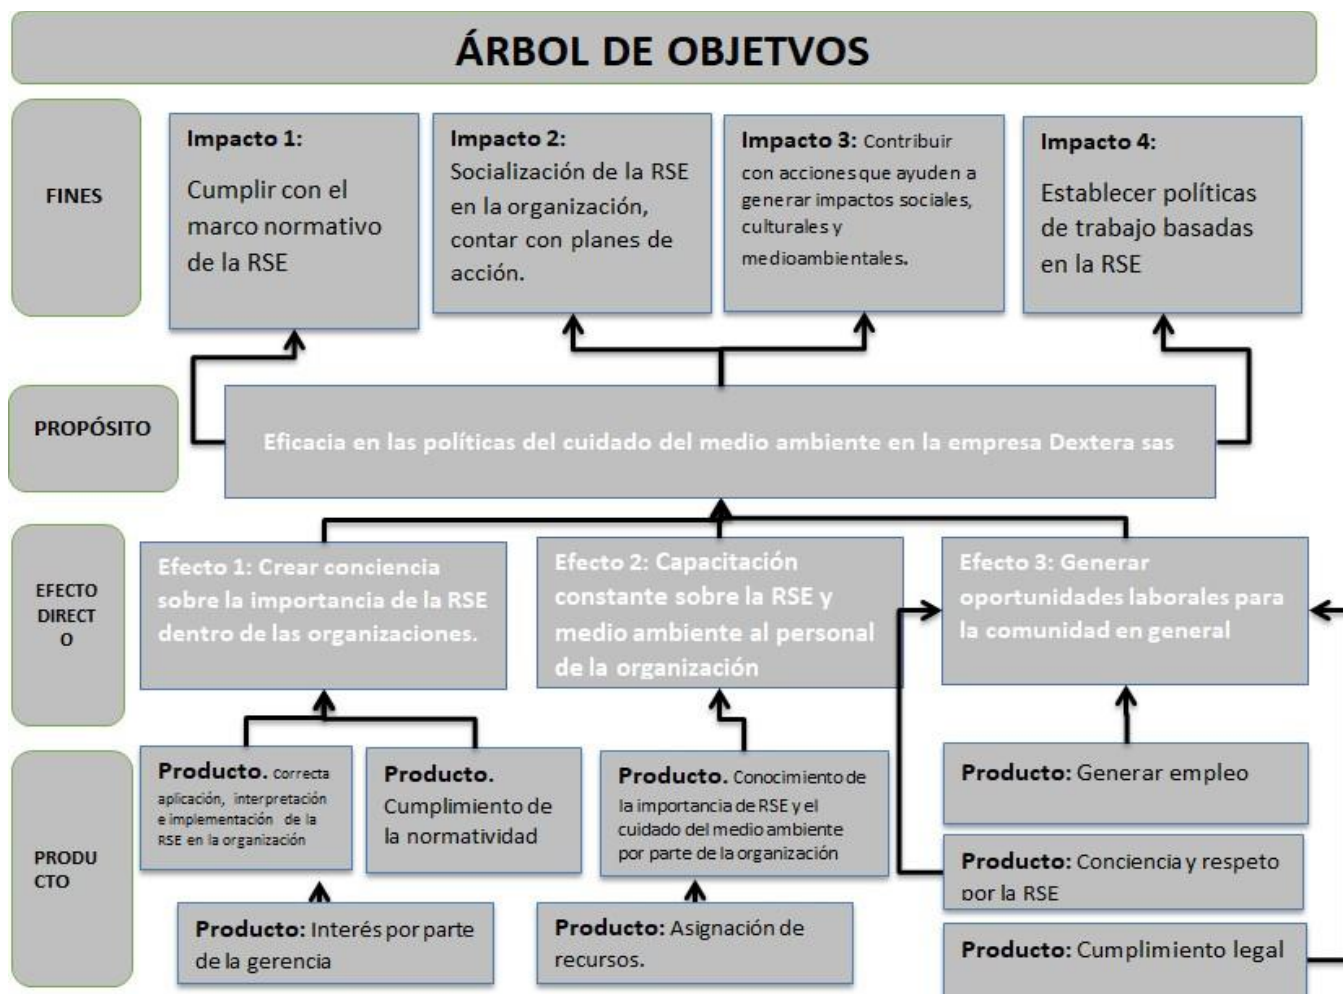 ÁRBOL DE OBJETVOS
FINES
Impacto 1:
Cumplir con el
marco normativo
de la RSE
Impacto 2:
Socialización de la RSE
en la organización,
contar con planes de
acción.
Impacto 3: Contribuir
con acciones que ayuden a
generar impactos sociales,
culturales y
medioambientales.
Impacto 4:
Establecer políticas
de trabajo basadas
en la RSE
PROPÓSITO
Eficacia en las políticas del cuidado del medio ambiente en la empresa Dextera sas
EFECTO
DIRECT
O
Efecto 1: Crear conciencia
sobre la importancia de la RSE
dentro de las organizaciones.
Efecto 2: Capacitación
constante sobre la RSE y
medio ambiente al personal
de la organización
Efecto 3: Generar
oportunidades laborales para
la comunidad en general
PRODU
CTO
Producto. Correcta
aplicación, interpretación
e implementación de la
RSE en la organización
Producto.
Cumplimiento de
la normatividad
Producto. Conocimiento de
la importancia de RSE y el
cuidado del medio ambiente
por parte de la organización
Producto: Generar empleo
Producto: Conciencia y respeto
por la RSE
Producto: Interés por parte
de la gerencia
Producto: Asignación de
recursos.
Producto: Cumplimiento legal